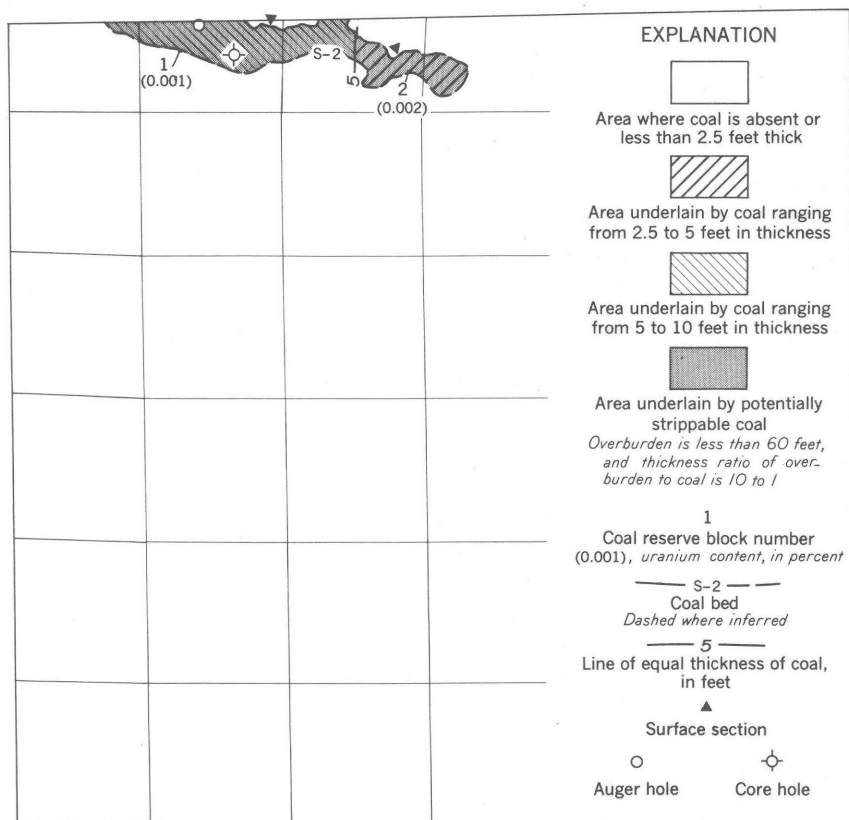 S-2
5
1
(0.001)
2
(0.002)
EXPLANATION
Area where coal is absent or
less than 2.5 feet thick
Area underlain by coal ranging
from 2.5 to 5 feet in thickness
Area underlain by coal ranging
from 5 to 10 feet in thickness
Area underlain by potentially
strippable coal
Overburden is less than 60 feet,
and thickness ratio of over-
burden to coal is 10 to 1
1
Coal reserve block number
(0.001), uranium content, in percent
S-2
Coal bed
Dashed where inferred
5
Line of equal thickness of coal,
in feet
Surface section
Auger hole
Core hole